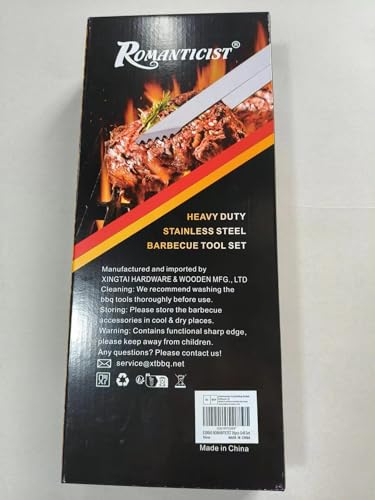 ROMANTICIST®
HEAVY DUTY
STAINLESS STEEL
BARBECUE TOOL SET
Manufactured and imported by
XINGTAI HARDWARE & WOODEN MFG., LTD
Cleaning: We recommend washing the
bbq tools thoroughly before use.
Storing: Please store the barbecue
accessories in cool & dry places.
Warning: Contains functional sharp edge,
please keep away from children.
Any questions? Please contact us!
service@xtbbq.net
MADE IN CHINA
Made in China